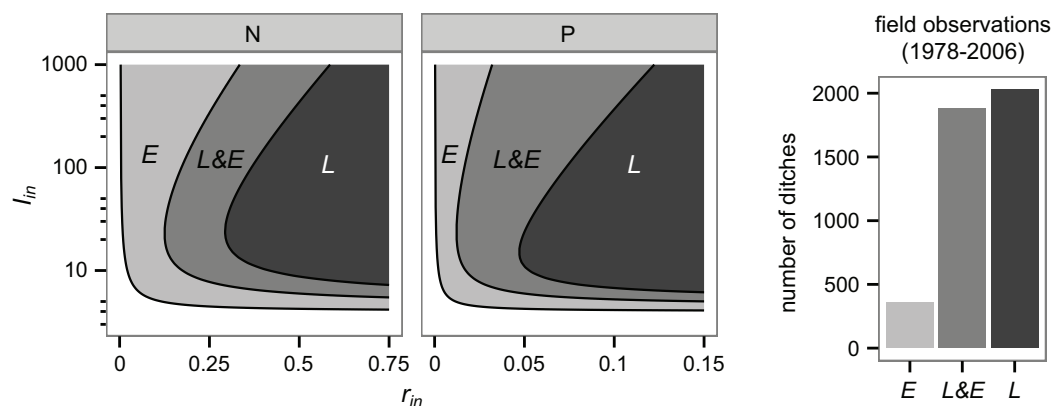 N
P
field observations
(1978-2006)
1000
100
10
I_in
E
L&E
L
E
L&E
L
0
0.25
0.5
0.75
0
0.05
0.1
0.15
r_in
number of ditches
2000
1500
1000
500
0
E
L&E
L